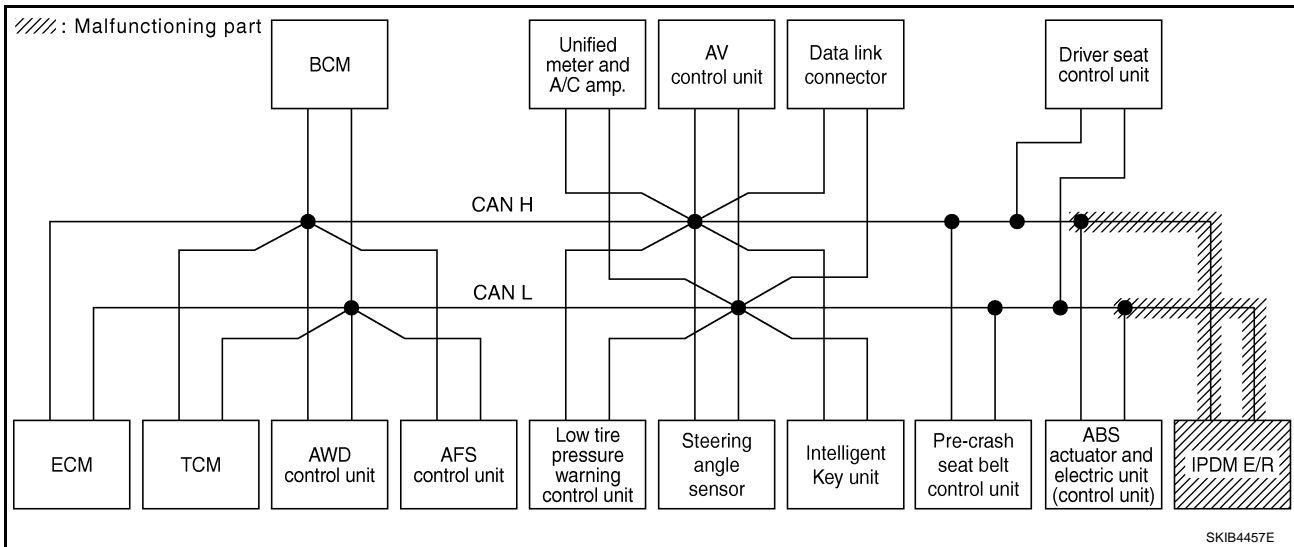 : Malfunctioning part
BCM
Unified
meter and
A/C amp.
AV
control unit
Data link
connector
Driver seat
control unit
CAN H
CAN L
ECM
TCM
AWD
control unit
AFS
control unit
Low tire
pressure
warning
control unit
Steering
angle
sensor
Intelligent
Key unit
Pre-crash
seat belt
control unit
ABS
actuator and
electric unit
(control unit)
IPDM E/R
SKIB4457E